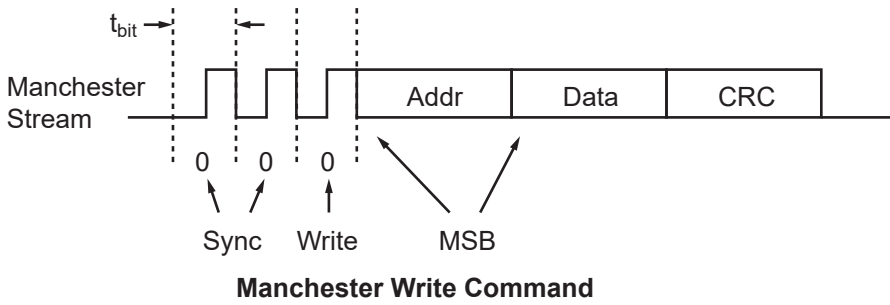 t_bit
Manchester Stream
Addr Data CRC
0 0 0
Sync Write MSB
Manchester Write Command